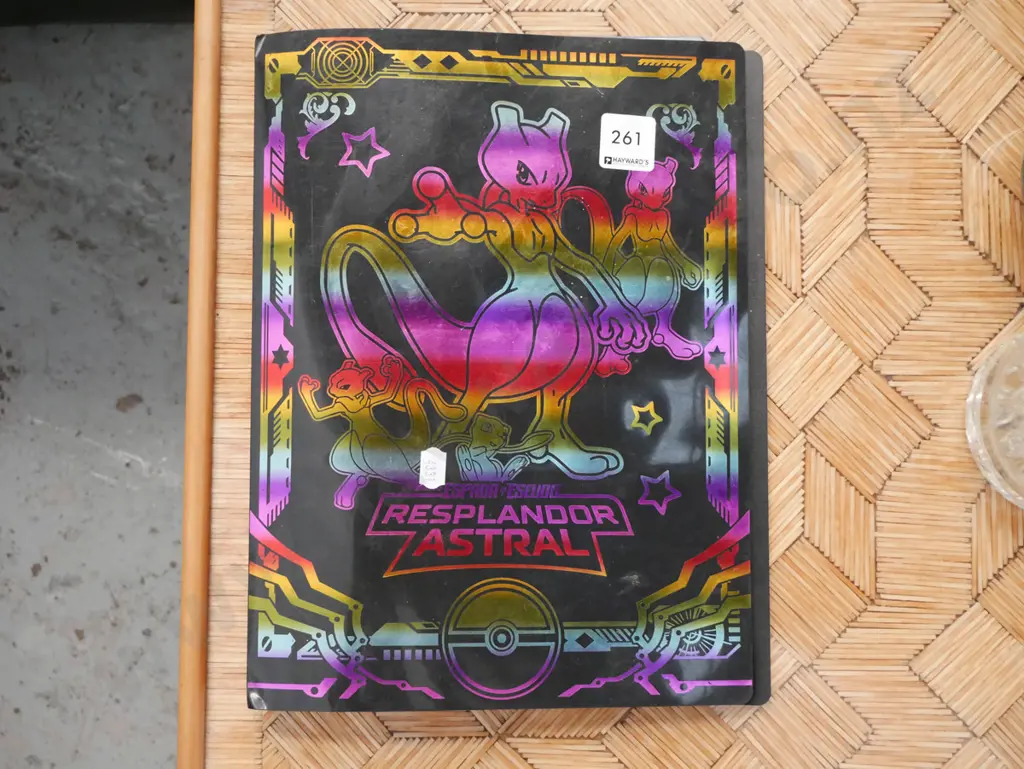 261
HAYWARD'S
ESPADA Y ESCUDO
RESPLANDOR
ASTRAL